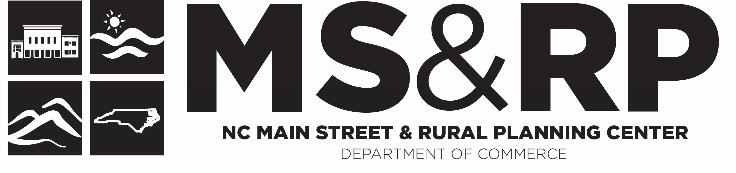 MS&RP
NC MAIN STREET & RURAL PLANNING CENTER
DEPARTMENT OF COMMERCE